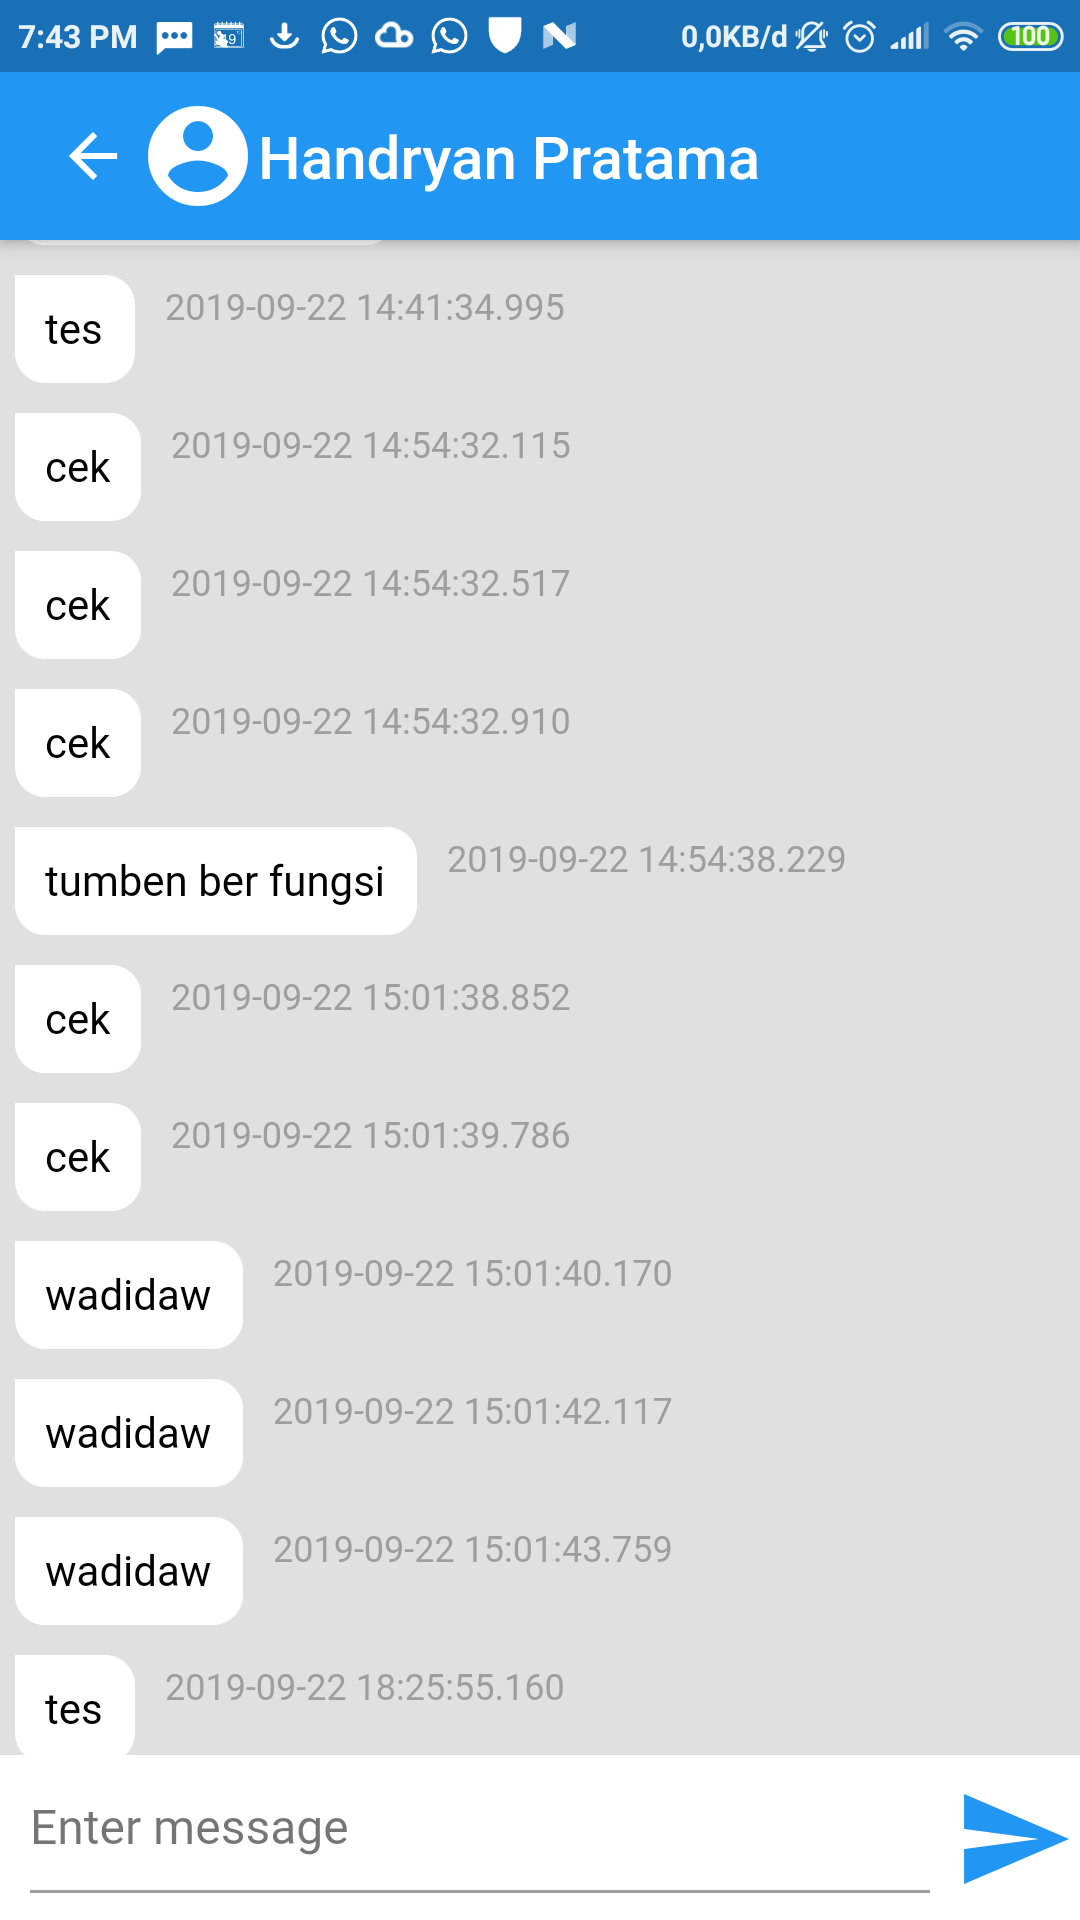 7:43 PM 19 0,0KB/d 100
Handryan Pratama
tes 2019-09-22 14:41:34.995
cek 2019-09-22 14:54:32.115
cek 2019-09-22 14:54:32.517
cek 2019-09-22 14:54:32.910
tumben ber fungsi 2019-09-22 14:54:38.229
cek 2019-09-22 15:01:38.852
cek 2019-09-22 15:01:39.786
wadidaw 2019-09-22 15:01:40.170
wadidaw 2019-09-22 15:01:42.117
wadidaw 2019-09-22 15:01:43.759
tes 2019-09-22 18:25:55.160
Enter message